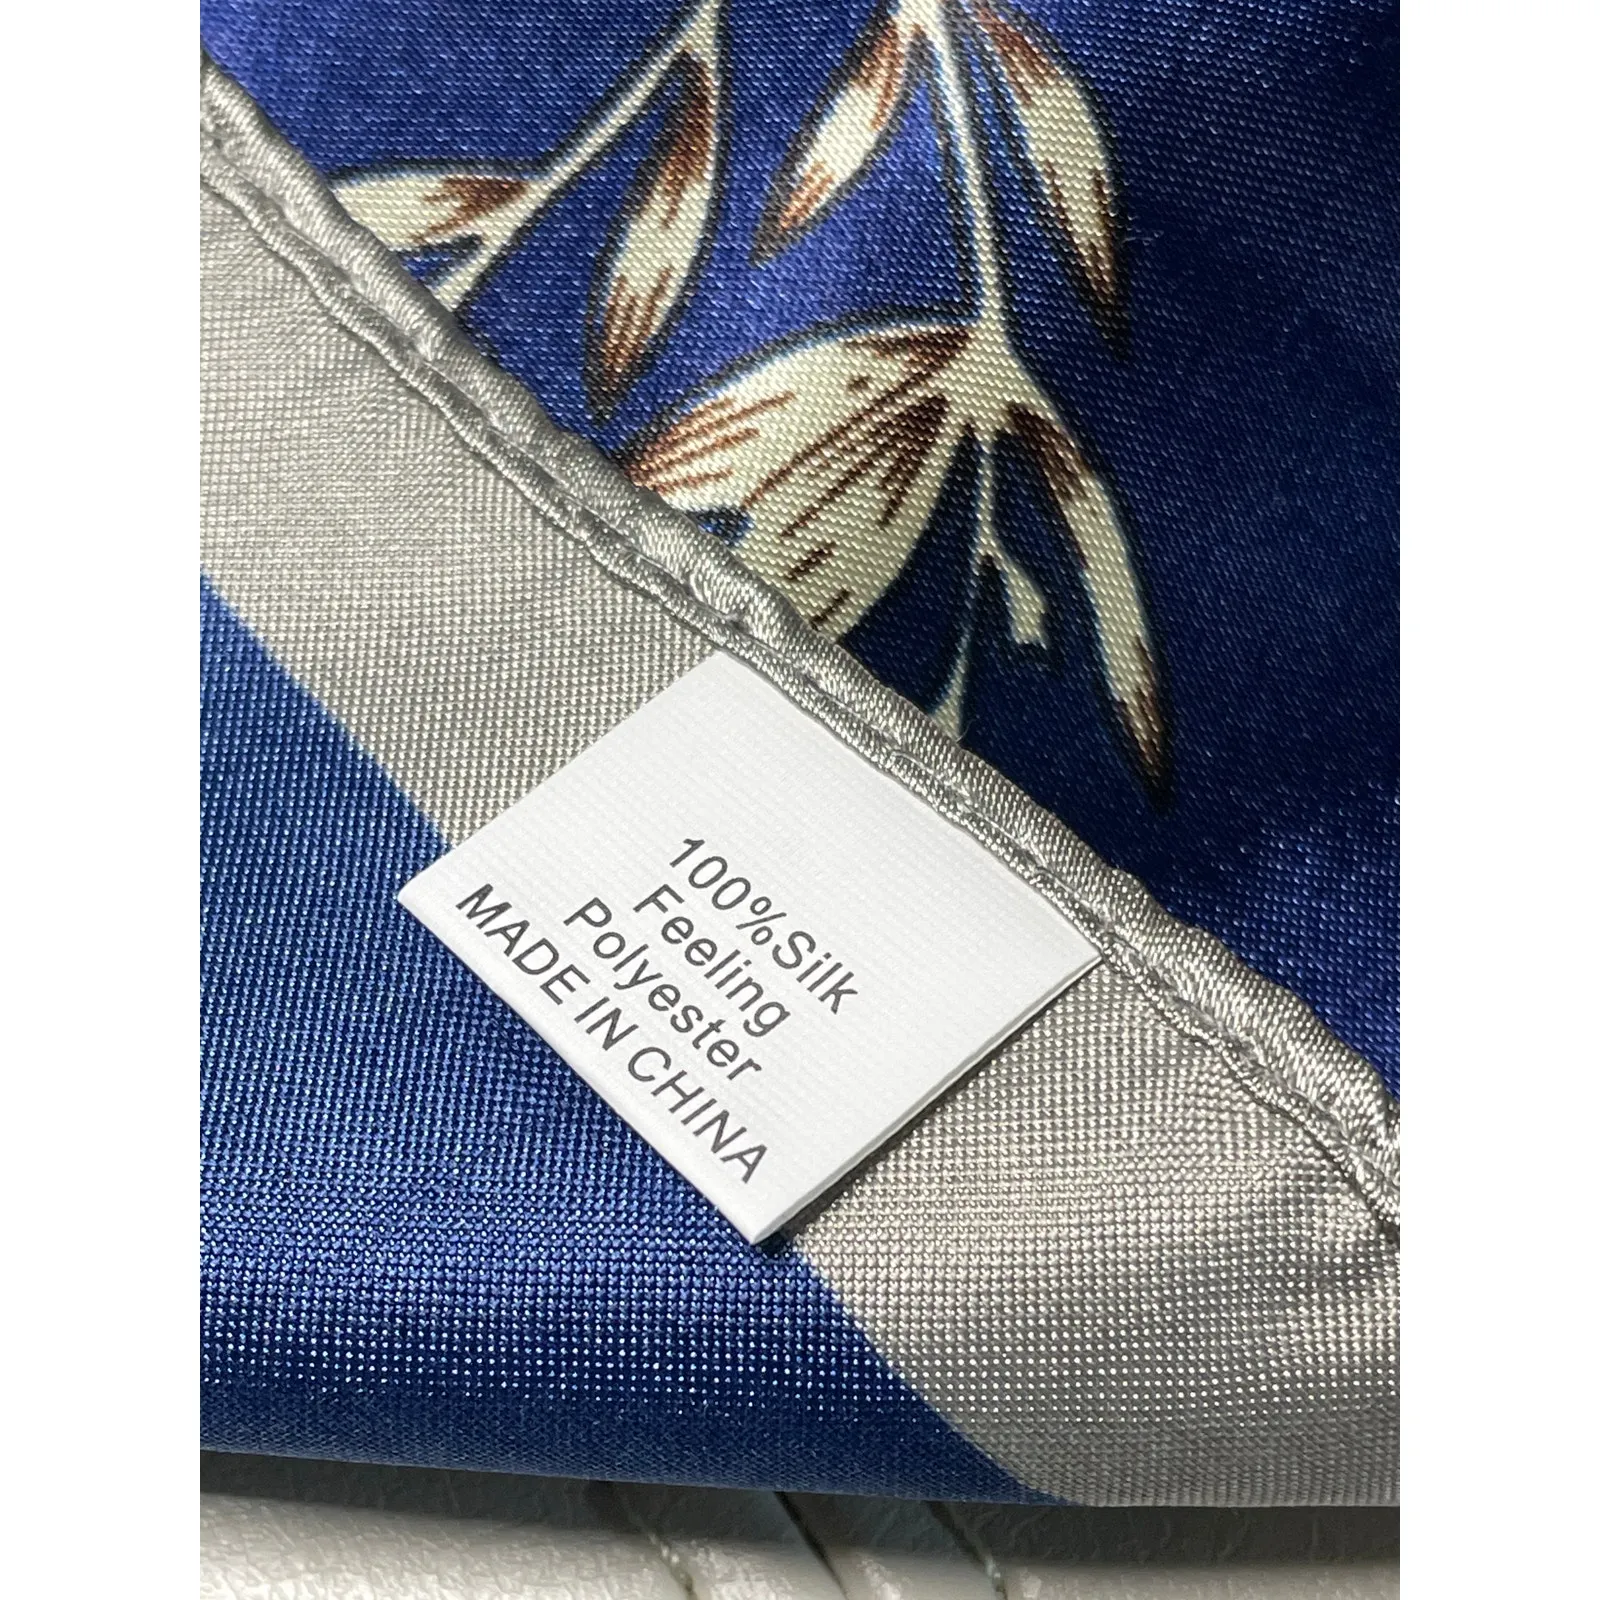 100%Silk
Feeling
Polyester
MADE IN CHINA